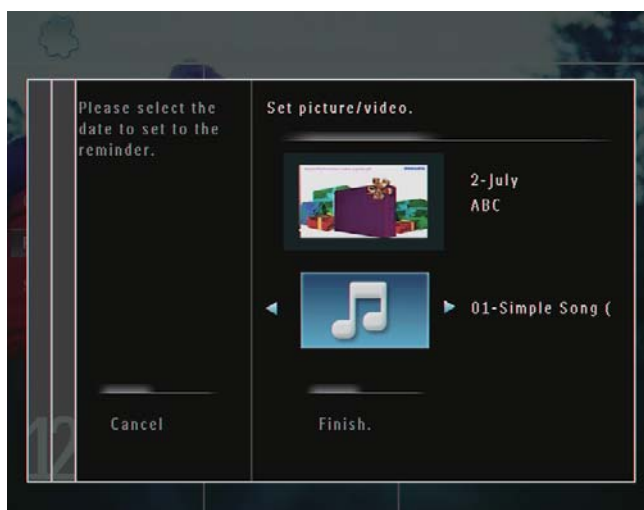 Please select the
date to set to the
reminder.
Set picture/video.
2-July
ABC
01-Simple Song (
Cancel
Finish.
12